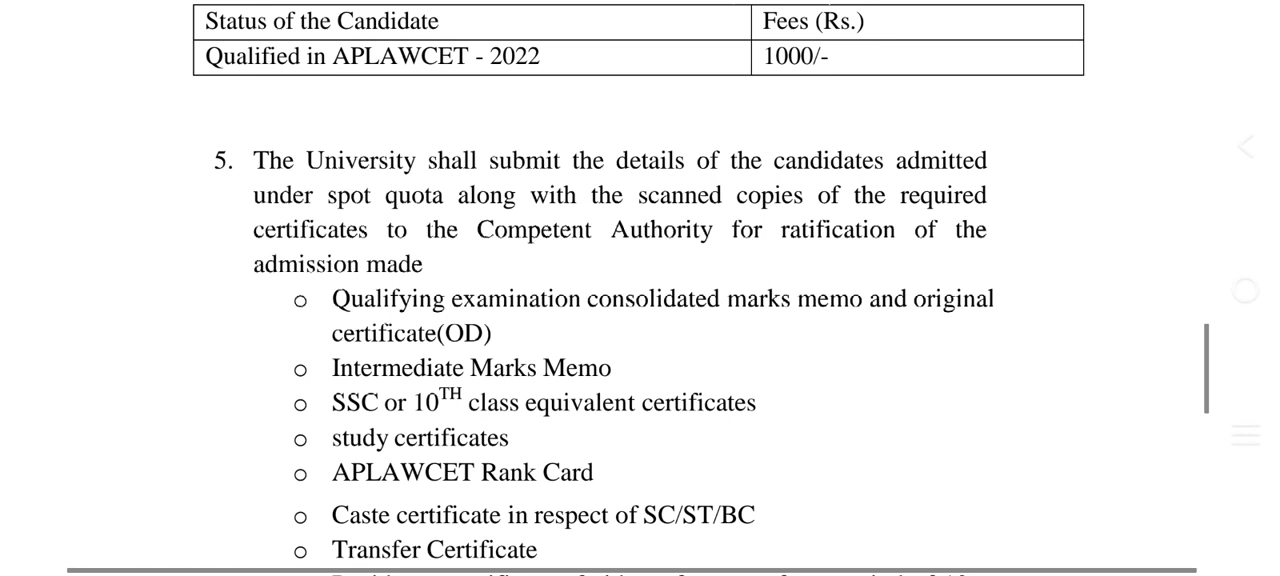 Status of the Candidate Fees (Rs.)
Qualified in APLAWCET - 2022 1000/-
5. The University shall submit the details of the candidates admitted
under spot quota along with the scanned copies of the required
certificates to the Competent Authority for ratification of the
admission made
o Qualifying examination consolidated marks memo and original
certificate(OD)
o Intermediate Marks Memo
o SSC or 10TH class equivalent certificates
o study certificates
o APLAWCET Rank Card
o Caste certificate in respect of SC/ST/BC
o Transfer Certificate